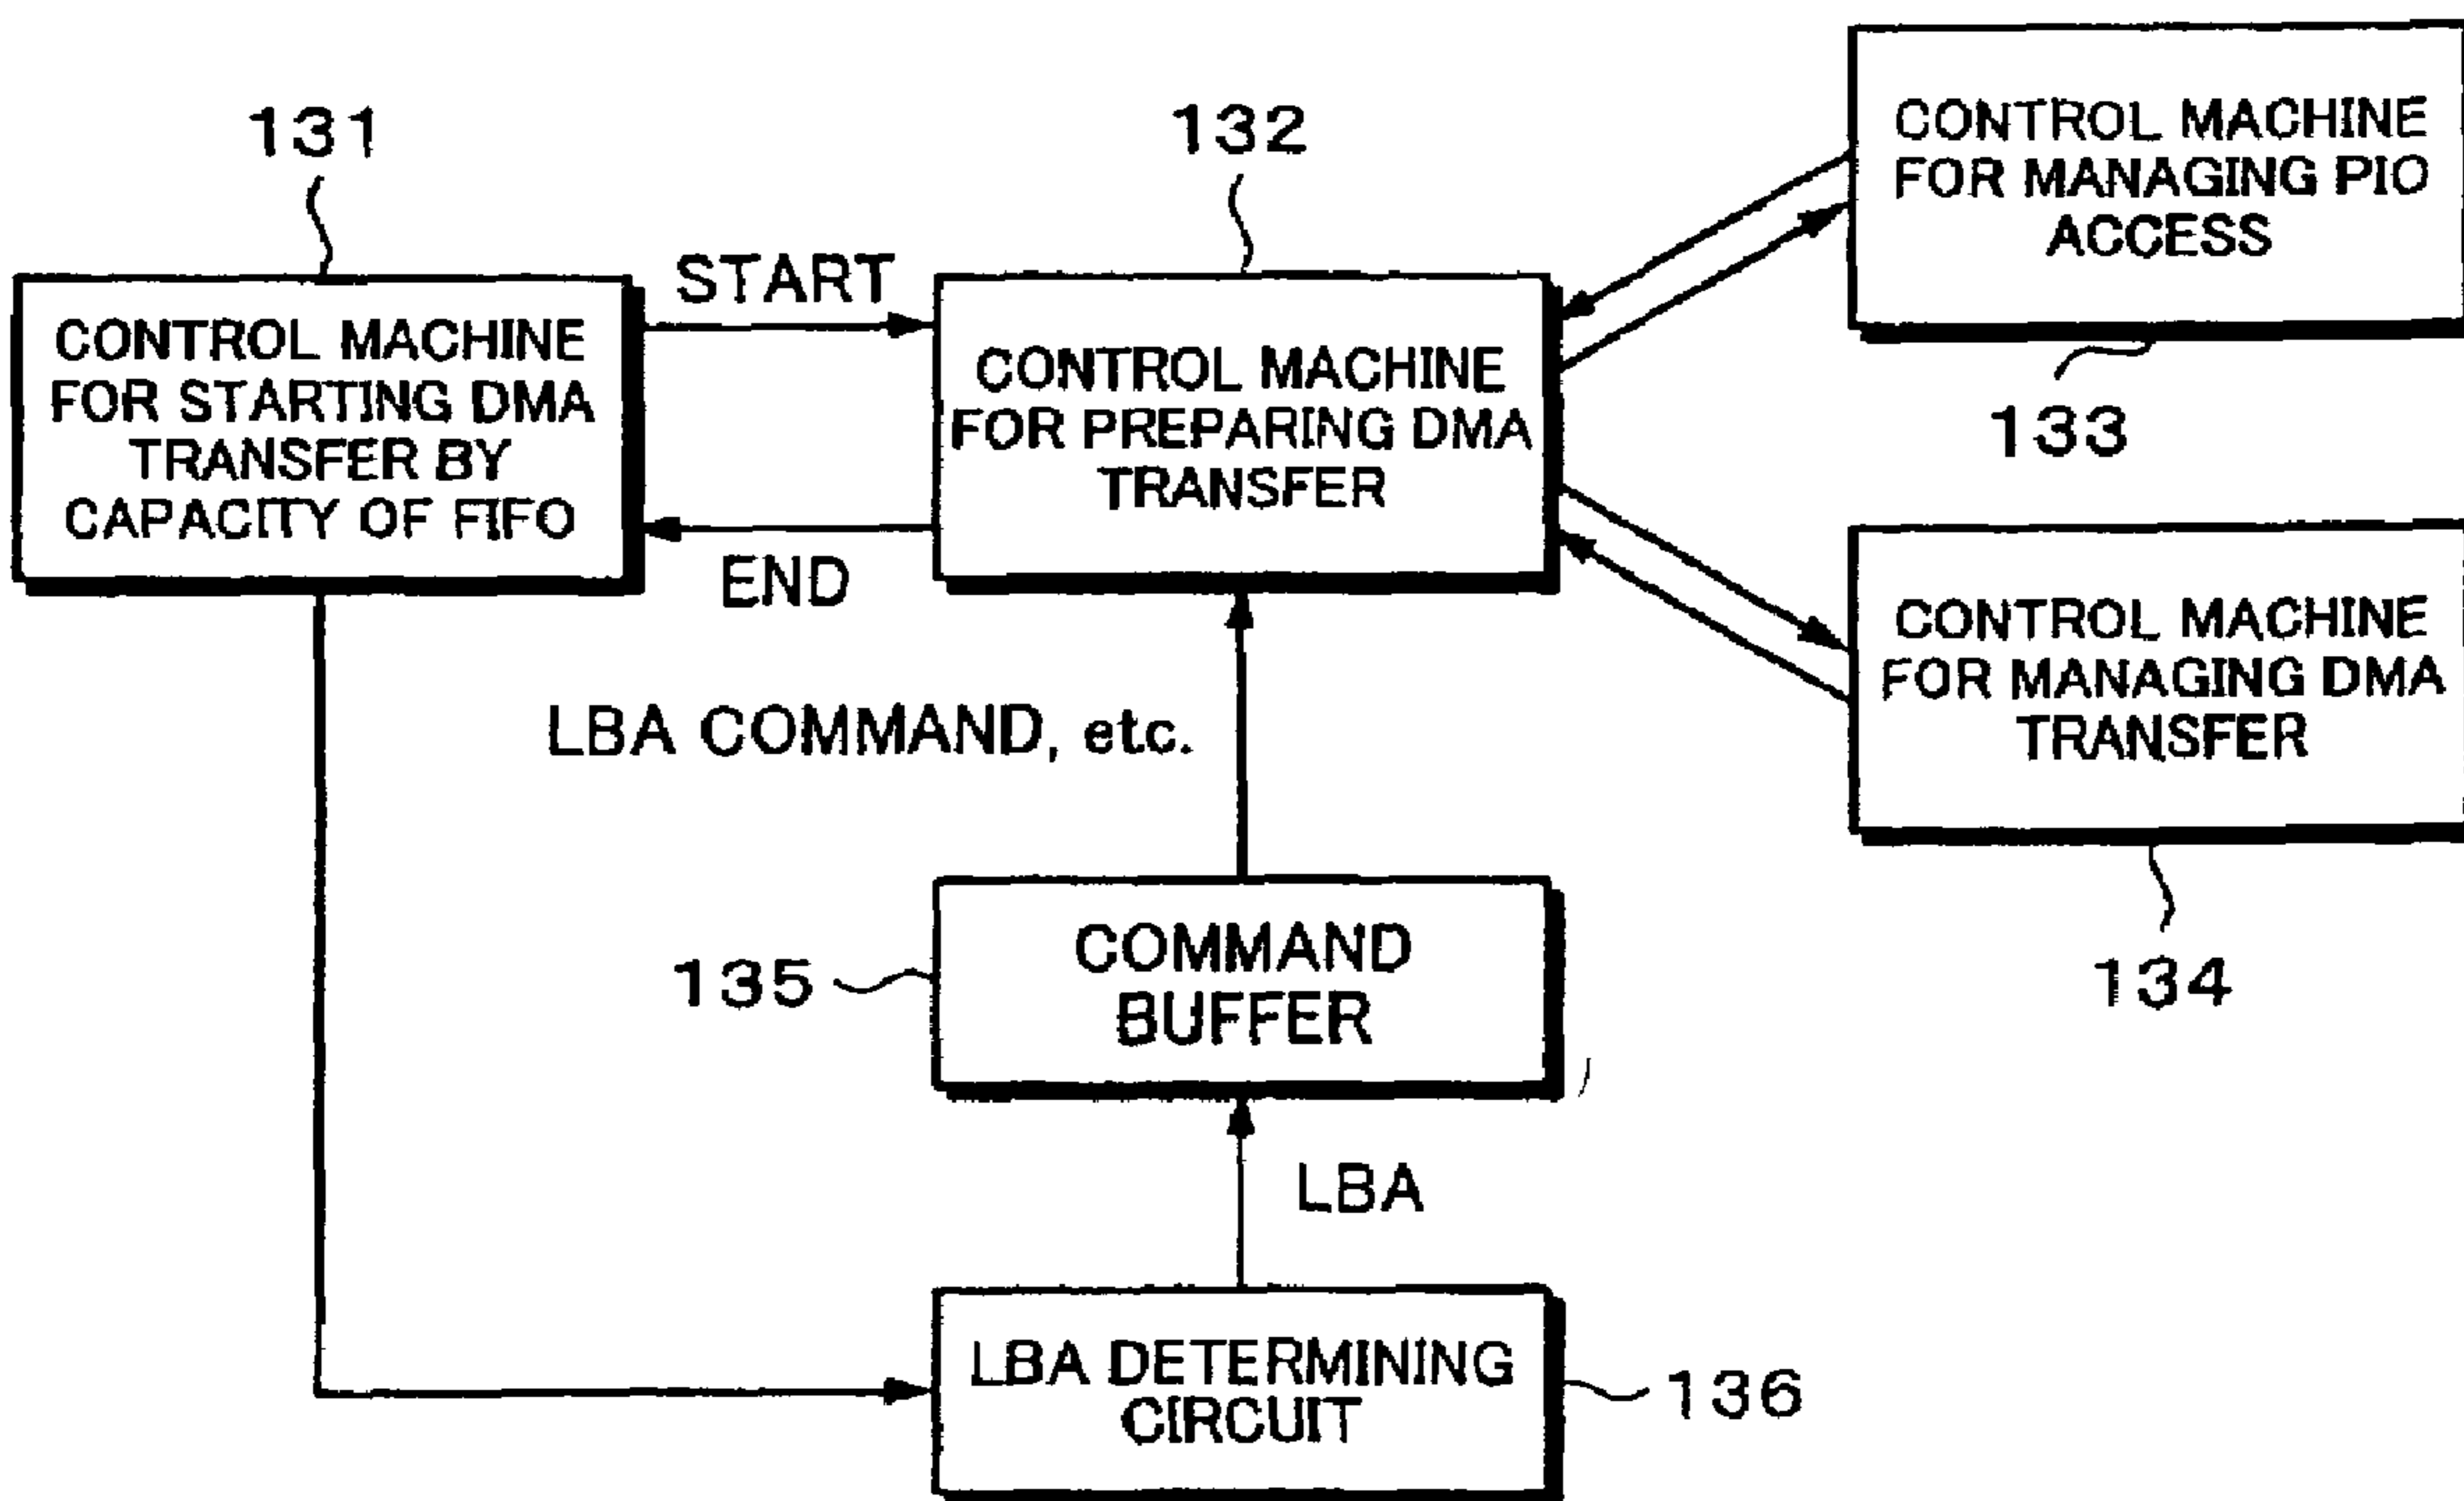 131
132
CONTROL MACHINE
FOR MANAGING PIO
ACCESS
133
START
CONTROL MACHINE
FOR STARTING DMA
TRANSFER BY
CAPACITY OF FIFO
CONTROL MACHINE
FOR PREPARING DMA
TRANSFER
END
CONTROL MACHINE
FOR MANAGING DMA
TRANSFER
134
LBA COMMAND, etc.
135
COMMAND
BUFFER
LBA
LBA DETERMINING
CIRCUIT
136